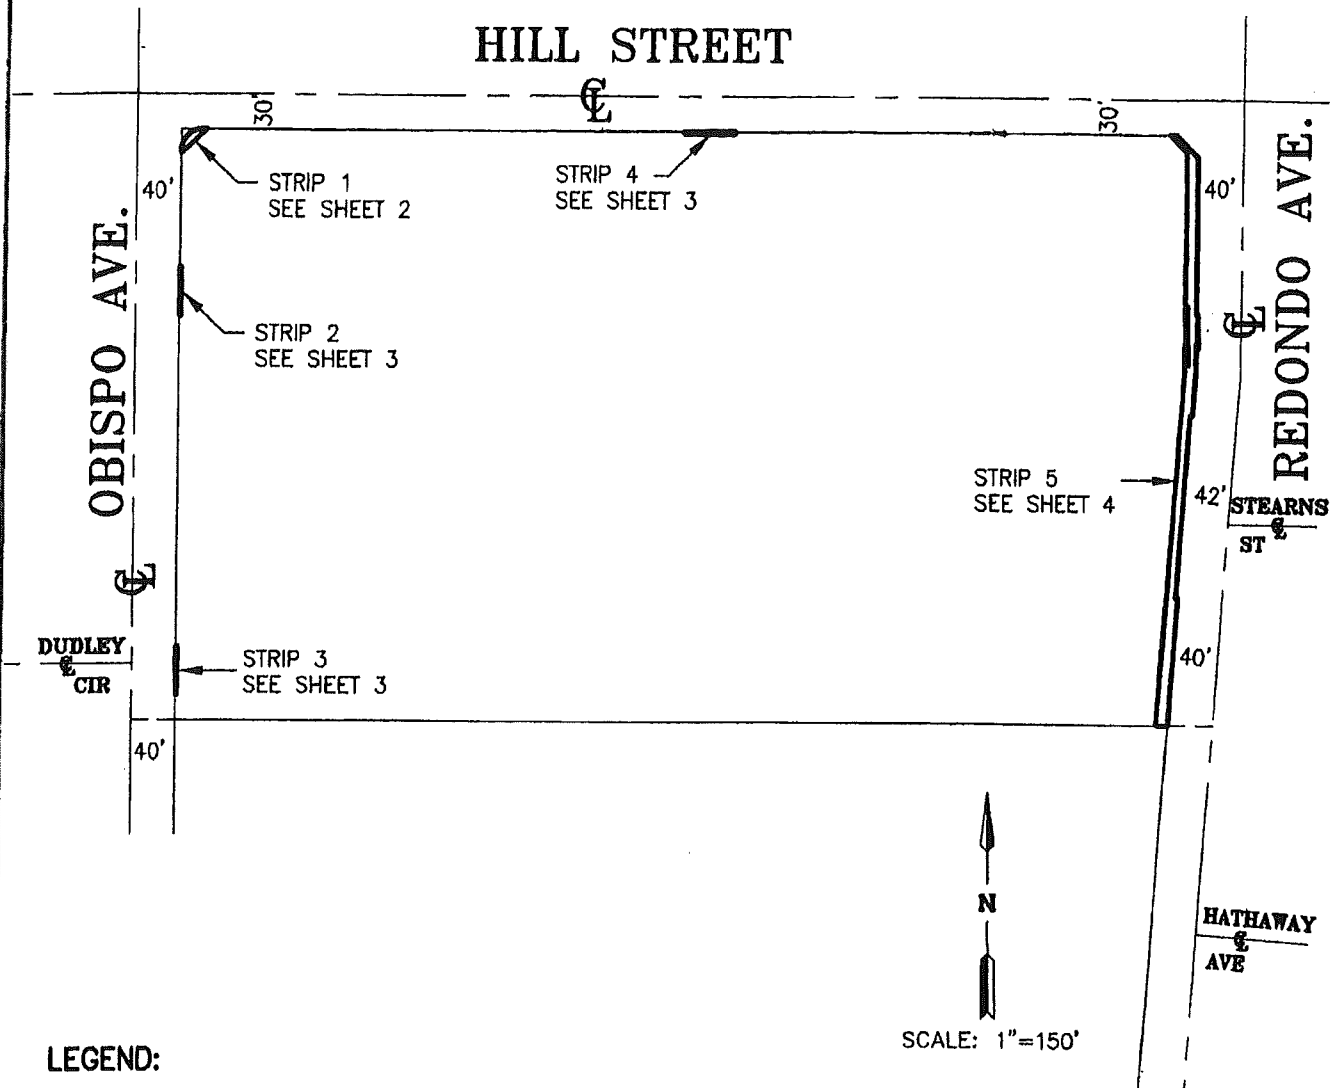 HILL STREET
℄
30'
30'
STRIP 1
SEE SHEET 2
STRIP 4
SEE SHEET 3
40'
40'
OBISPO AVE.
REDONDO AVE.
STRIP 2
SEE SHEET 3
℄
STRIP 5
SEE SHEET 4
42'
STEARNS
℄
ST
℄
DUDLEY
℄
CIR
STRIP 3
SEE SHEET 3
40'
40'
N
HATHAWAY
℄
AVE
SCALE: 1"=150'
LEGEND: